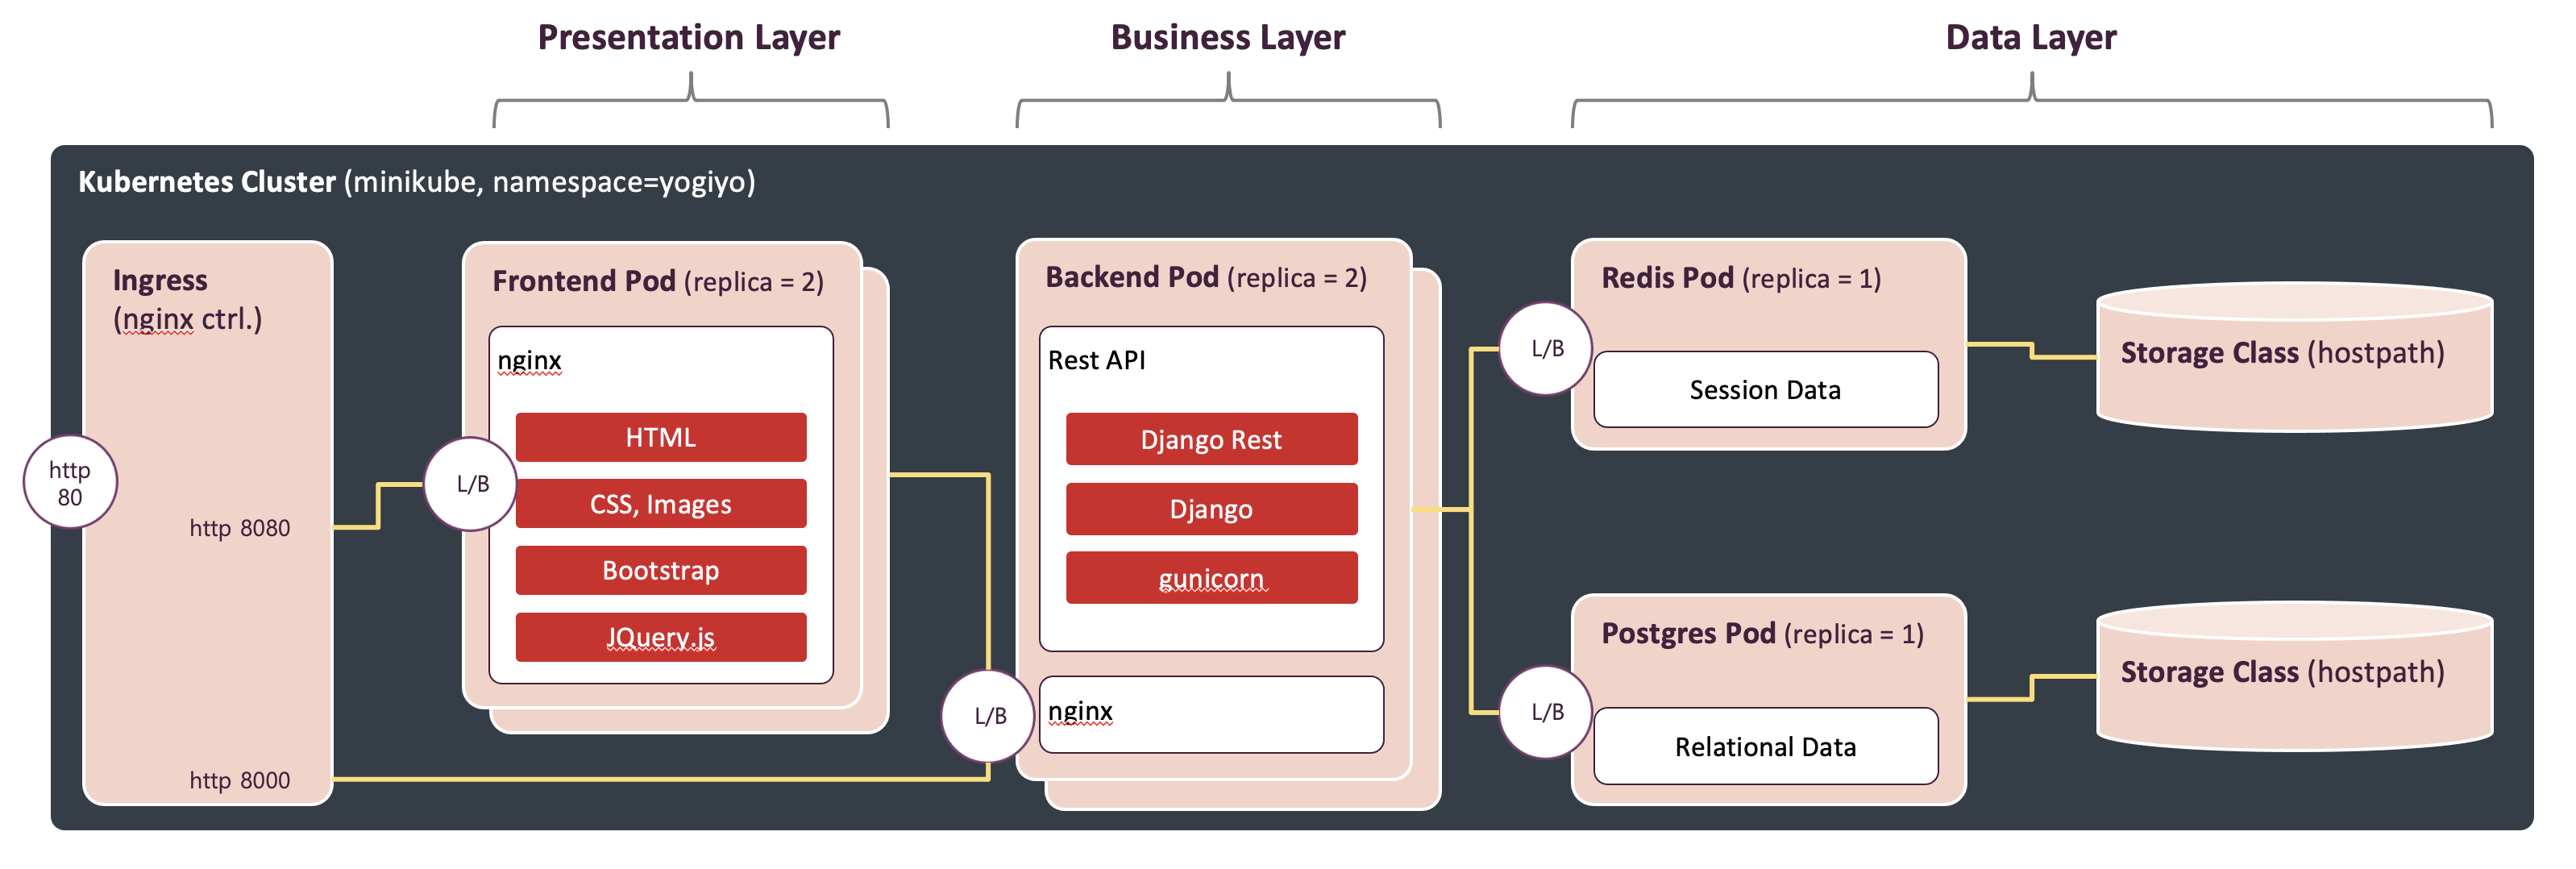 Presentation Layer
Business Layer
Data Layer
Kubernetes Cluster (minikube, namespace=yogiyo)
Ingress
(nginx ctrl.)
http
80
http 8080
http 8000
Frontend Pod (replica = 2)
nginx
L/B
HTML
CSS, Images
Bootstrap
JQuery.js
Backend Pod (replica = 2)
Rest API
Django Rest
Django
gunicorn
L/B
nginx
Redis Pod (replica = 1)
L/B
Session Data
Storage Class (hostpath)
Postgres Pod (replica = 1)
L/B
Relational Data
Storage Class (hostpath)